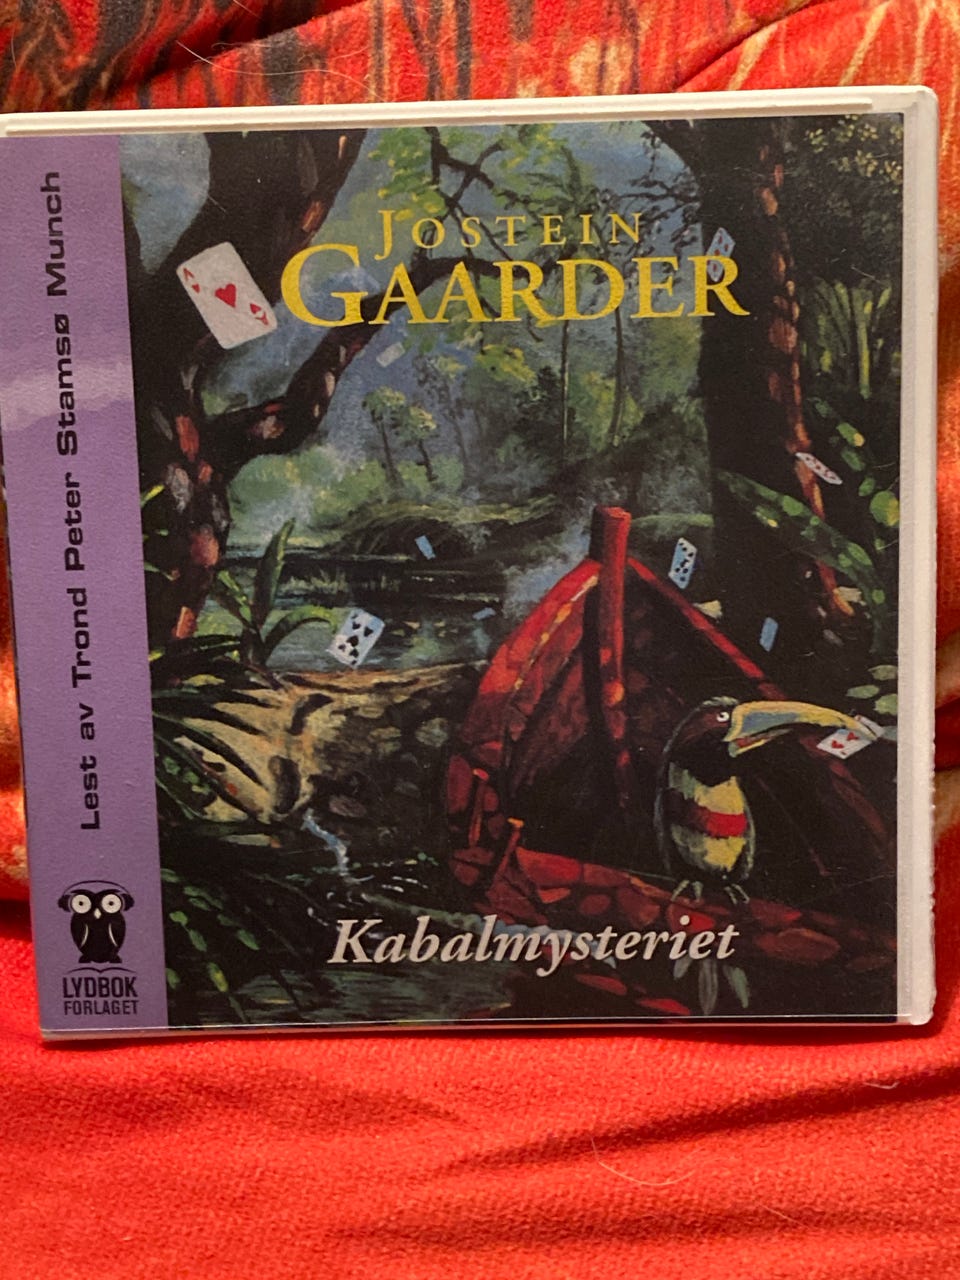 JOSTEIN
GAARDER
Kabalmysteriet
Lest av Trond Peter Stamsø Munch
LYDBOK
FORLAGET